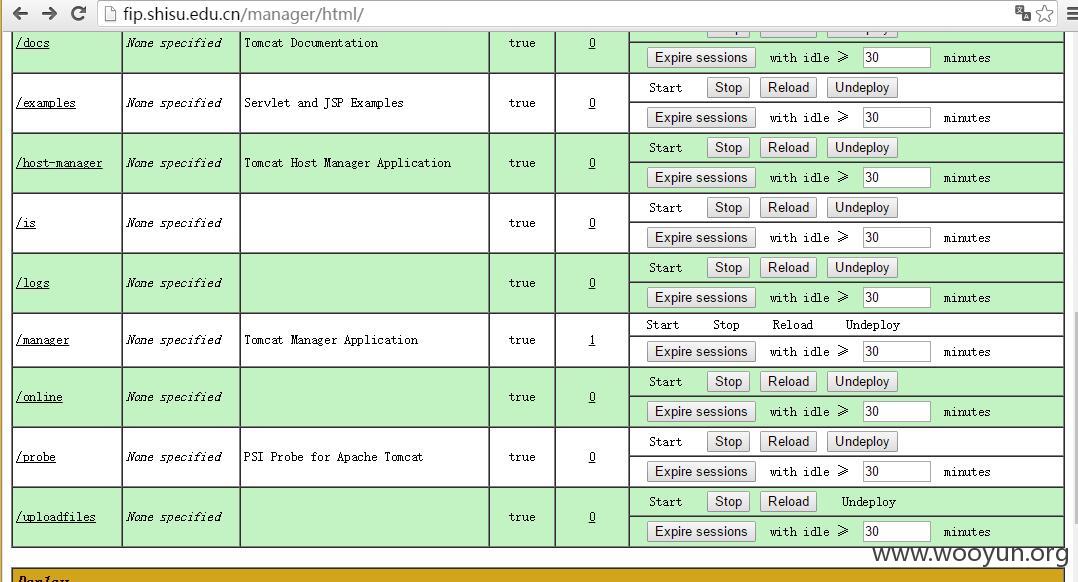 fip.shisu.edu.cn/manager/html/
/docs None specified Tomcat Documentation true 0
Expire sessions with idle ≥ 30 minutes
/examples None specified Servlet and JSP Examples true 0 Start Stop Reload Undeploy
Expire sessions with idle ≥ 30 minutes
/host-manager None specified Tomcat Host Manager Application true 0 Start Stop Reload Undeploy
Expire sessions with idle ≥ 30 minutes
/is None specified true 0 Start Stop Reload Undeploy
Expire sessions with idle ≥ 30 minutes
/logs None specified true 0 Start Stop Reload Undeploy
Expire sessions with idle ≥ 30 minutes
/manager None specified Tomcat Manager Application true 1 Start Stop Reload Undeploy
Expire sessions with idle ≥ 30 minutes
/online None specified true 0 Start Stop Reload Undeploy
Expire sessions with idle ≥ 30 minutes
/probe None specified PSI Probe for Apache Tomcat true 0 Start Stop Reload Undeploy
Expire sessions with idle ≥ 30 minutes
/uploadfiles None specified true 0 Start Stop Reload Undeploy
Expire sessions with idle ≥ 30 minutes
www.wooyun.org
Deploy